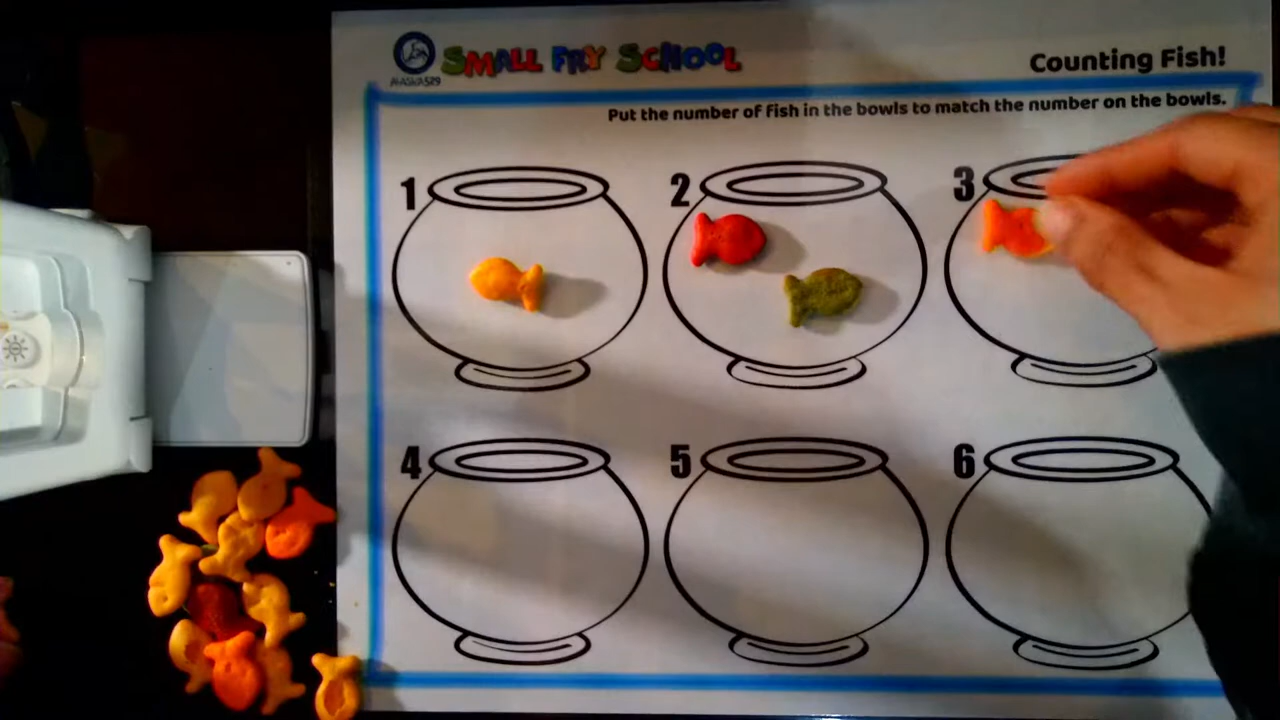 ALASKA529
SMALL FRY SCHOOL
Counting Fish!
Put the number of fish in the bowls to match the number on the bowls.
1 2 3
4 5 6